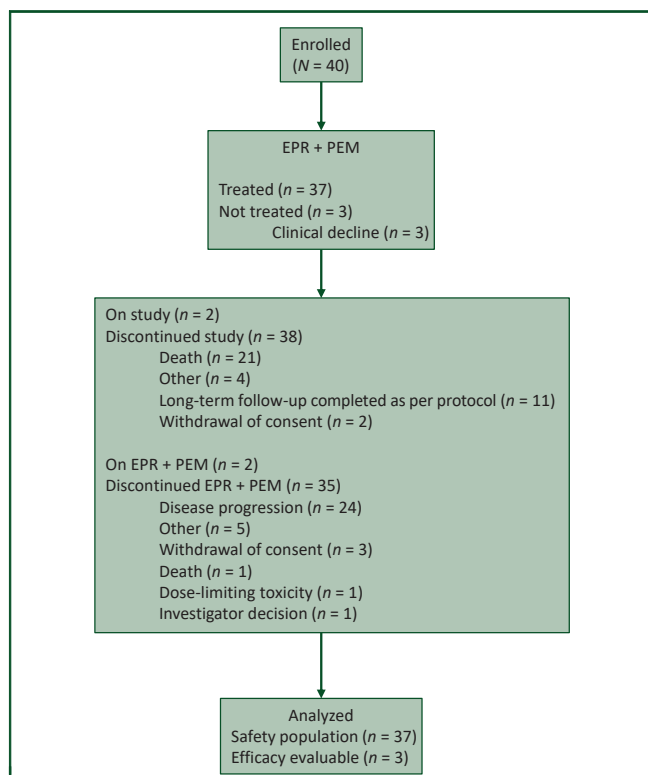 Enrolled
(N = 40)
EPR + PEM
Treated (n = 37)
Not treated (n = 3)
Clinical decline (n = 3)
On study (n = 2)
Discontinued study (n = 38)
Death (n = 21)
Other (n = 4)
Long-term follow-up completed as per protocol (n = 11)
Withdrawal of consent (n = 2)
On EPR + PEM (n = 2)
Discontinued EPR + PEM (n = 35)
Disease progression (n = 24)
Other (n = 5)
Withdrawal of consent (n = 3)
Death (n = 1)
Dose-limiting toxicity (n = 1)
Investigator decision (n = 1)
Analyzed
Safety population (n = 37)
Efficacy evaluable (n = 3)